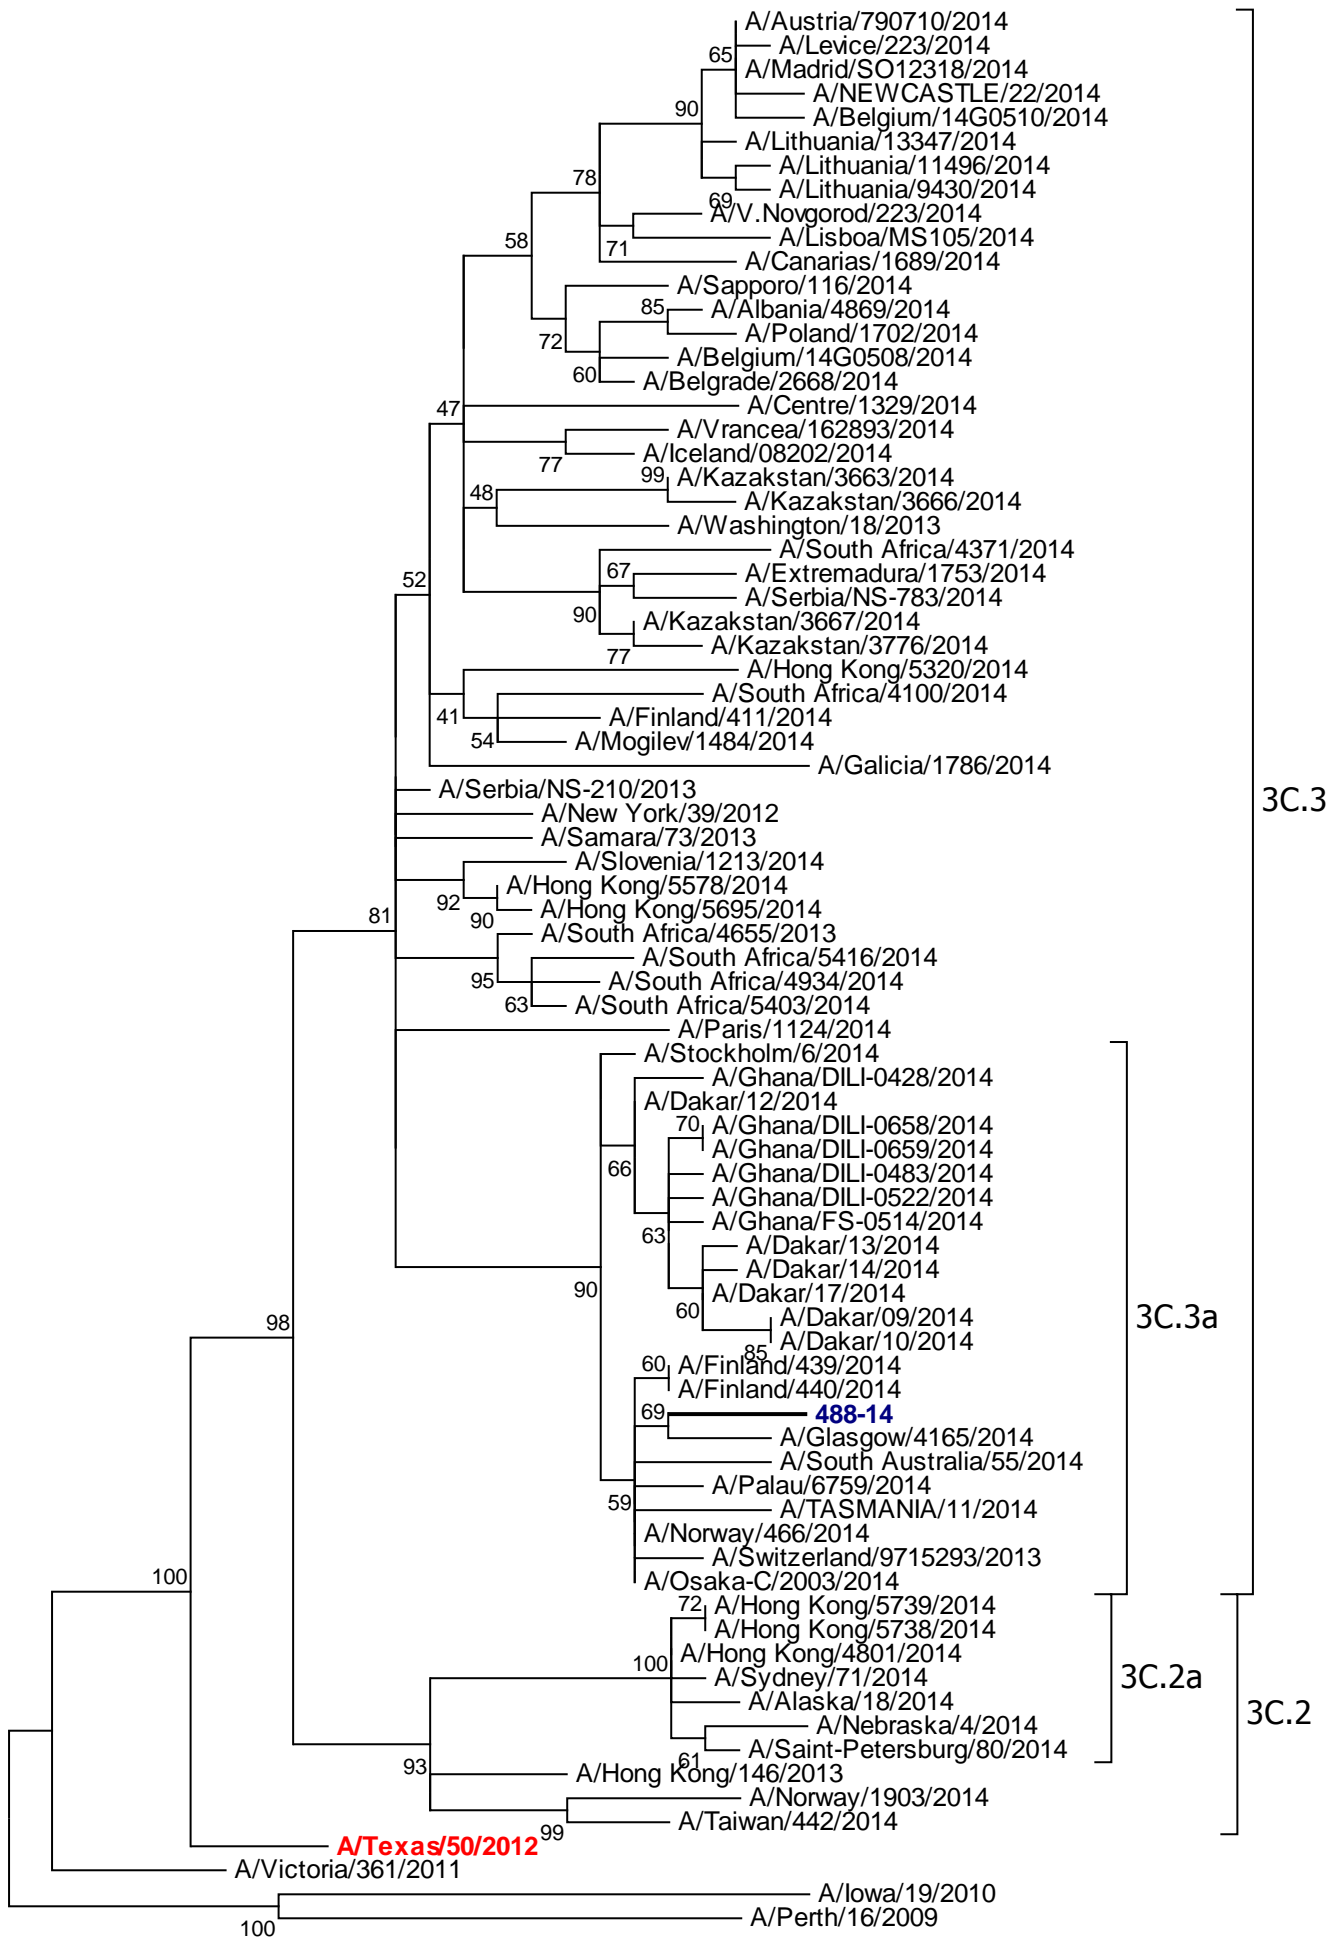 A/Austria/790710/2014
A/Levice/223/2014
65
A/Madrid/SO12318/2014
A/NEWCASTLE/22/2014
90
A/Belgium/14G0510/2014
A/Lithuania/13347/2014
A/Lithuania/11496/2014
78
A/Lithuania/9430/2014
69
A/V.Novgorod/223/2014
58
A/Lisboa/MS105/2014
71
A/Canarias/1689/2014
A/Sapporo/116/2014
85
A/Albania/4869/2014
A/Poland/1702/2014
72
A/Belgium/14G0508/2014
60
A/Belgrade/2668/2014
47
A/Centre/1329/2014
A/Vrancea/162893/2014
A/Iceland/08202/2014
77
99
A/Kazakstan/3663/2014
48
A/Kazakstan/3666/2014
A/Washington/18/2013
A/South Africa/4371/2014
52
67
A/Extremadura/1753/2014
A/Serbia/NS-783/2014
90
A/Kazakstan/3667/2014
A/Kazakstan/3776/2014
77
A/Hong Kong/5320/2014
A/South Africa/4100/2014
41
A/Finland/411/2014
54
A/Mogilev/1484/2014
A/Galicia/1786/2014
A/Serbia/NS-210/2013
3C.3
A/New York/39/2012
A/Samara/73/2013
A/Slovenia/1213/2014
A/Hong Kong/5578/2014
92
81
90
A/Hong Kong/5695/2014
A/South Africa/4655/2013
A/South Africa/5416/2014
95
A/South Africa/4934/2014
63
A/South Africa/5403/2014
A/Paris/1124/2014
A/Stockholm/6/2014
A/Ghana/DILI-0428/2014
A/Dakar/12/2014
70
A/Ghana/DILI-0658/2014
A/Ghana/DILI-0659/2014
66
A/Ghana/DILI-0483/2014
A/Ghana/DILI-0522/2014
A/Ghana/FS-0514/2014
63
A/Dakar/13/2014
A/Dakar/14/2014
90
A/Dakar/17/2014
60
A/Dakar/09/2014
3C.3a
98
A/Dakar/10/2014
85
60
A/Finland/439/2014
A/Finland/440/2014
69
488-14
A/Glasgow/4165/2014
A/South Australia/55/2014
A/Palau/6759/2014
59
A/TASMANIA/11/2014
A/Norway/466/2014
A/Switzerland/9715293/2013
100
A/Osaka-C/2003/2014
72
A/Hong Kong/5739/2014
A/Hong Kong/5738/2014
A/Hong Kong/4801/2014
100
A/Sydney/71/2014
3C.2a
A/Alaska/18/2014
3C.2
A/Nebraska/4/2014
A/Saint-Petersburg/80/2014
61
93
A/Hong Kong/146/2013
A/Norway/1903/2014
A/Taiwan/442/2014
99
A/Texas/50/2012
A/Victoria/361/2011
A/Iowa/19/2010
A/Perth/16/2009
100